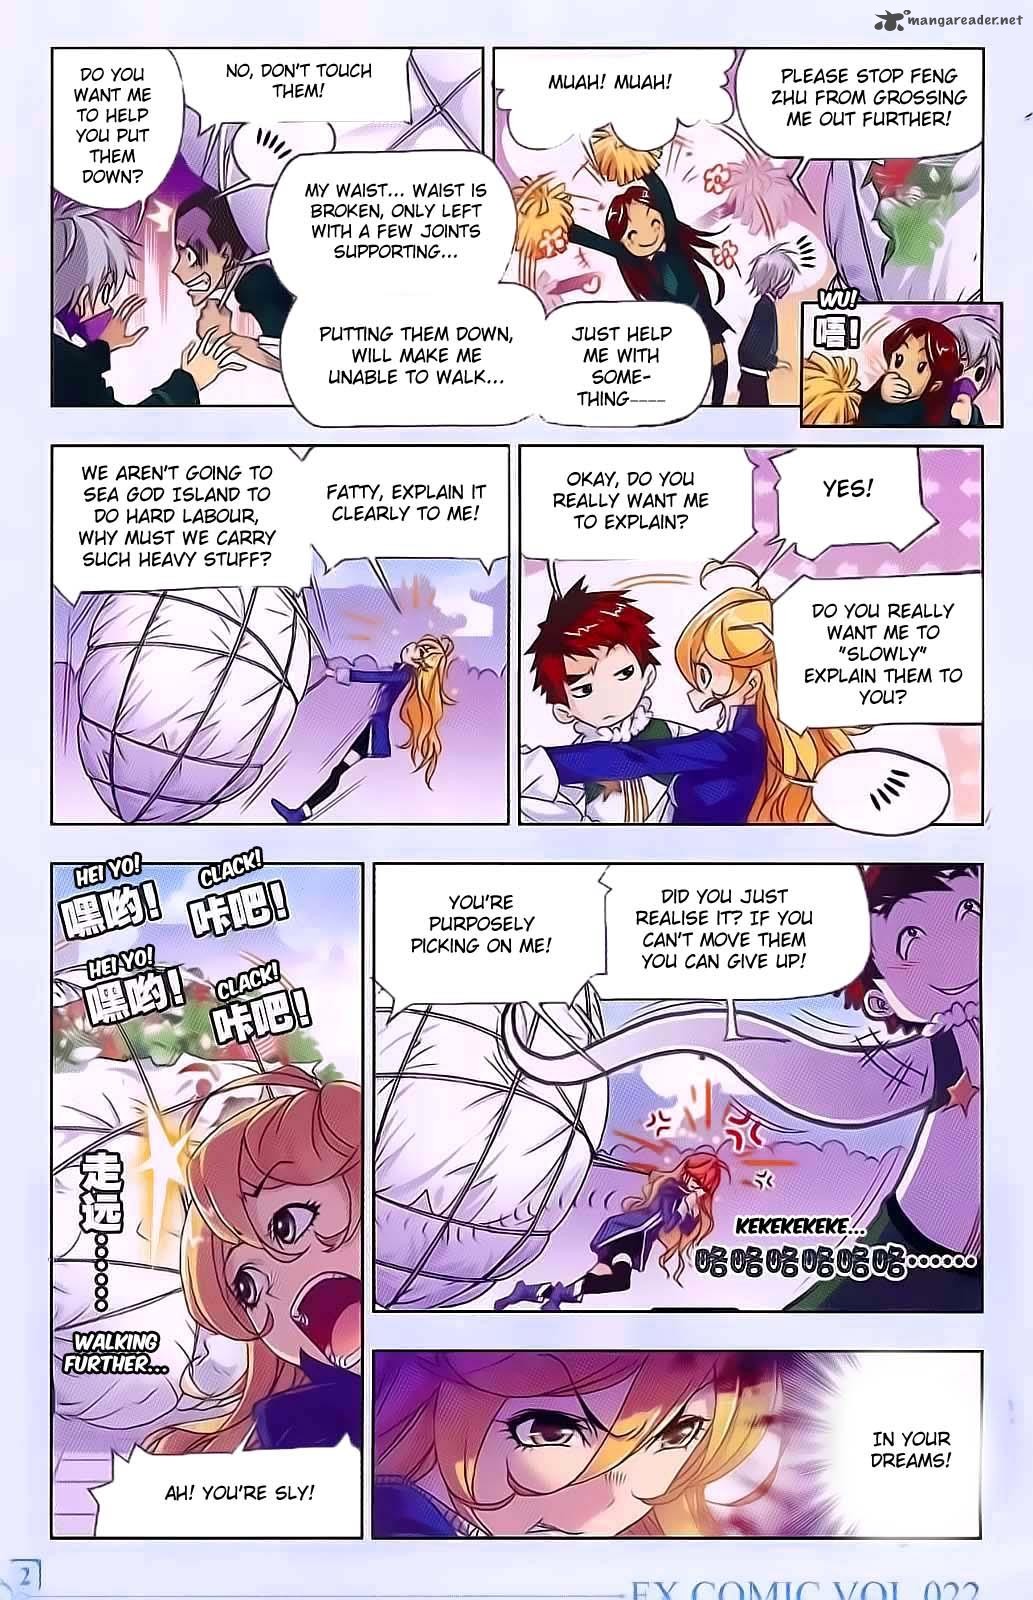 mangareader.net
DO YOU
WANT ME
TO HELP
YOU PUT
THEM
DOWN?
NO, DON'T TOUCH
THEM!
MY WAIST... WAIST IS
BROKEN, ONLY LEFT
WITH A FEW JOINTS
SUPPORTING...
PUTTING THEM DOWN,
WILL MAKE ME
UNABLE TO WALK...
MUAH! MUAH!
PLEASE STOP FENG
ZHU FROM GROSSING
ME OUT FURTHER!
JUST HELP
ME WITH
SOME-
THING----
WU!
唔!
WE AREN'T GOING TO
SEA GOD ISLAND TO
DO HARD LABOUR,
WHY MUST WE CARRY
SUCH HEAVY STUFF?
FATTY, EXPLAIN IT
CLEARLY TO ME!
OKAY, DO YOU
REALLY WANT ME
TO EXPLAIN?
YES!
DO YOU REALLY
WANT ME TO
"SLOWLY"
EXPLAIN THEM TO
YOU?
HEI YO!
嘿哟!
CLACK!
咔吧!
HEI YO!
嘿哟!
CLACK!
咔吧!
走远……
WALKING
FURTHER...
AH! YOU'RE SLY!
YOU'RE
PURPOSELY
PICKING ON ME!
DID YOU JUST
REALISE IT? IF YOU
CAN'T MOVE THEM
YOU CAN GIVE UP!
KEKEKEKEKE...
咯咯咯咯咯咯……
IN YOUR
DREAMS!
2
EX COMIC VOL.022